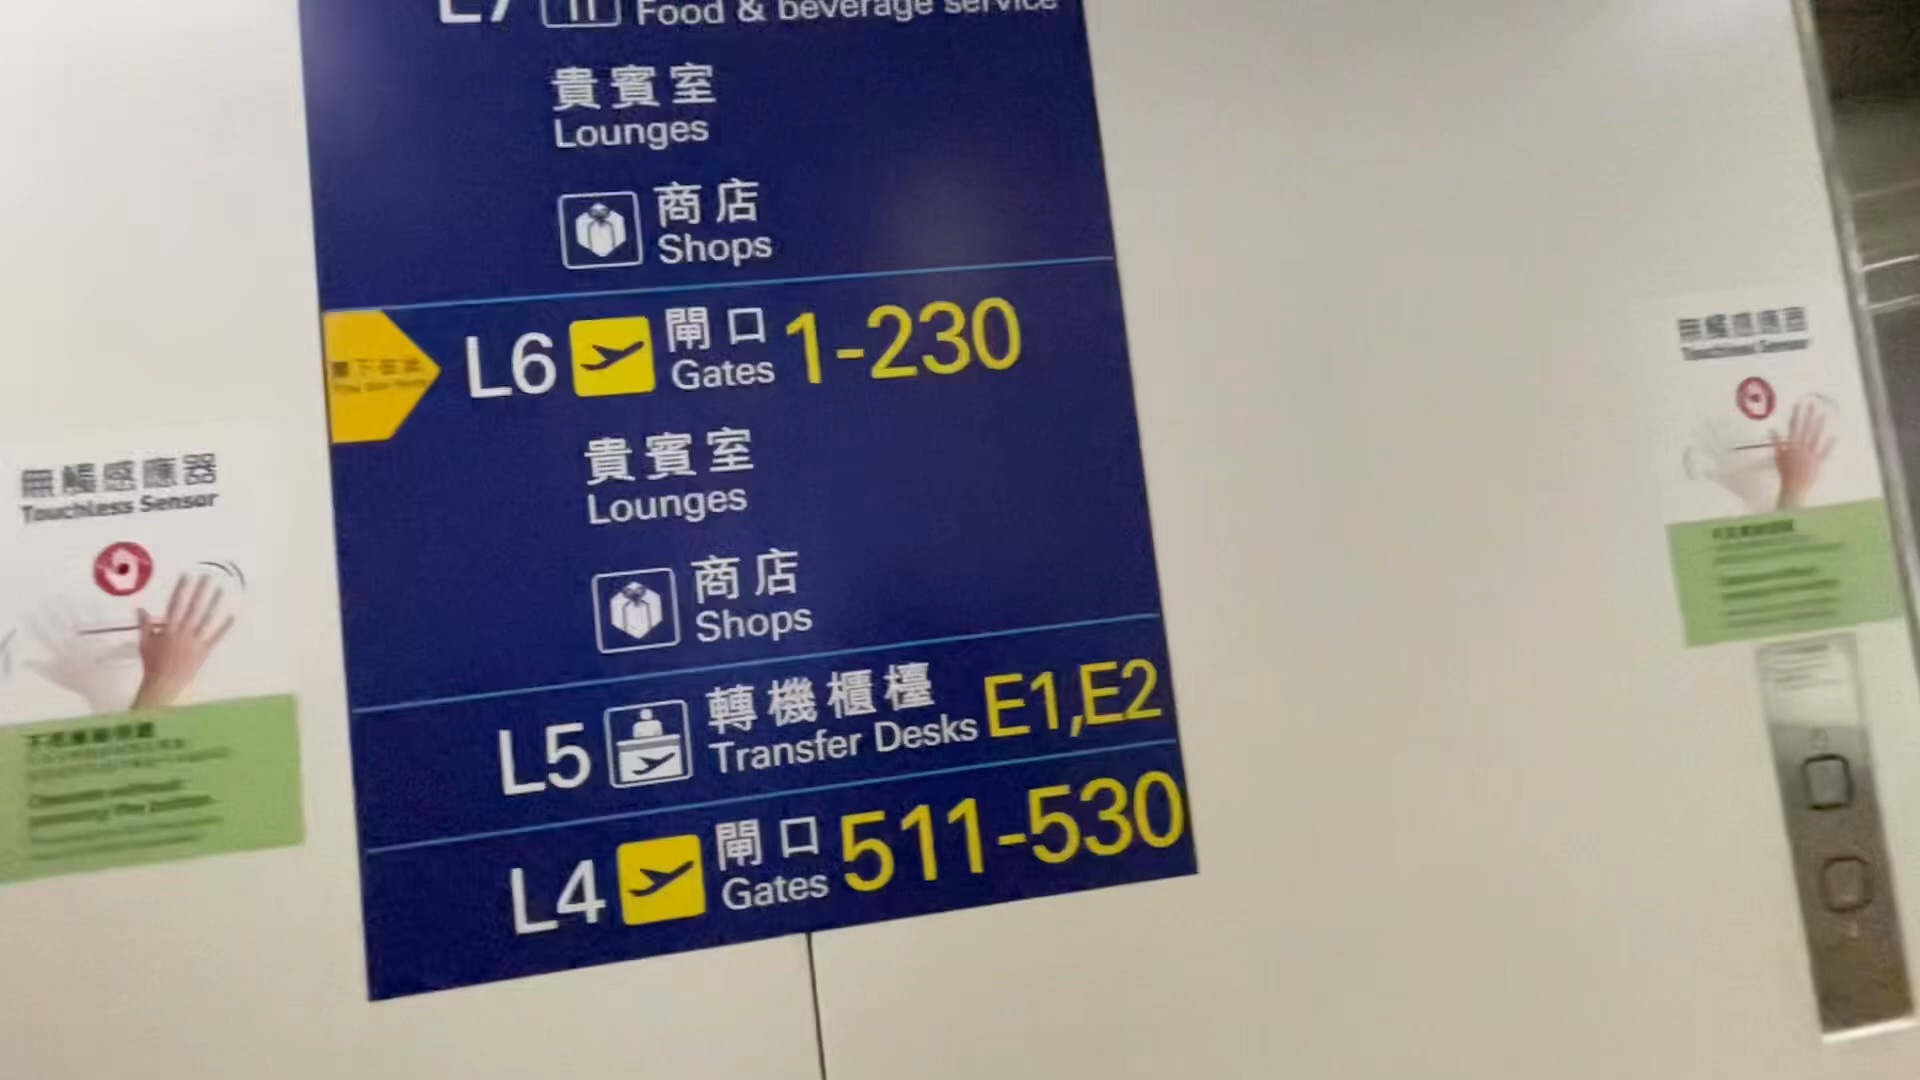 L7 Food & beverage service
貴賓室
Lounges
商店
Shops
L6 閘口
Gates 1-230
貴賓室
Lounges
商店
Shops
L5 轉機櫃檯
Transfer Desks E1,E2
L4 閘口
Gates 511-530
無觸感應器
Touchless Sensor
無觸感應器
Touchless Sensor